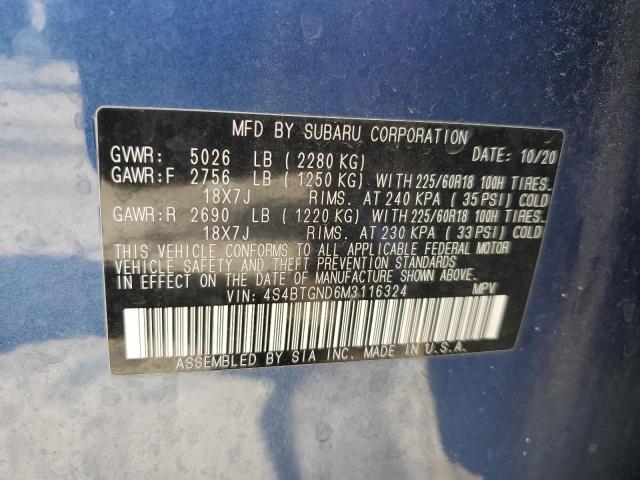 MFD BY SUBARU CORPORATION
GVWR: 5026 LB ( 2280 KG) DATE: 10/20
GAWR:F 2756 LB ( 1250 KG) WITH 225/60R18 100H TIRES.
18X7J RIMS. AT 240 KPA ( 35 PSI) COLD
GAWR:R 2690 LB ( 1220 KG) WITH 225/60R18 100H TIRES.
18X7J RIMS. AT 230 KPA ( 33 PSI) COLD
THIS VEHICLE CONFORMS TO ALL APPLICABLE FEDERAL MOTOR
VEHICLE SAFETY AND THEFT PREVENTION STANDARDS
IN EFFECT ON THE DATE OF MANUFACTURE SHOWN ABOVE.
VIN: 4S4BTGND6M3116324 MPV
ASSEMBLED BY SIA INC. MADE IN U.S.A.